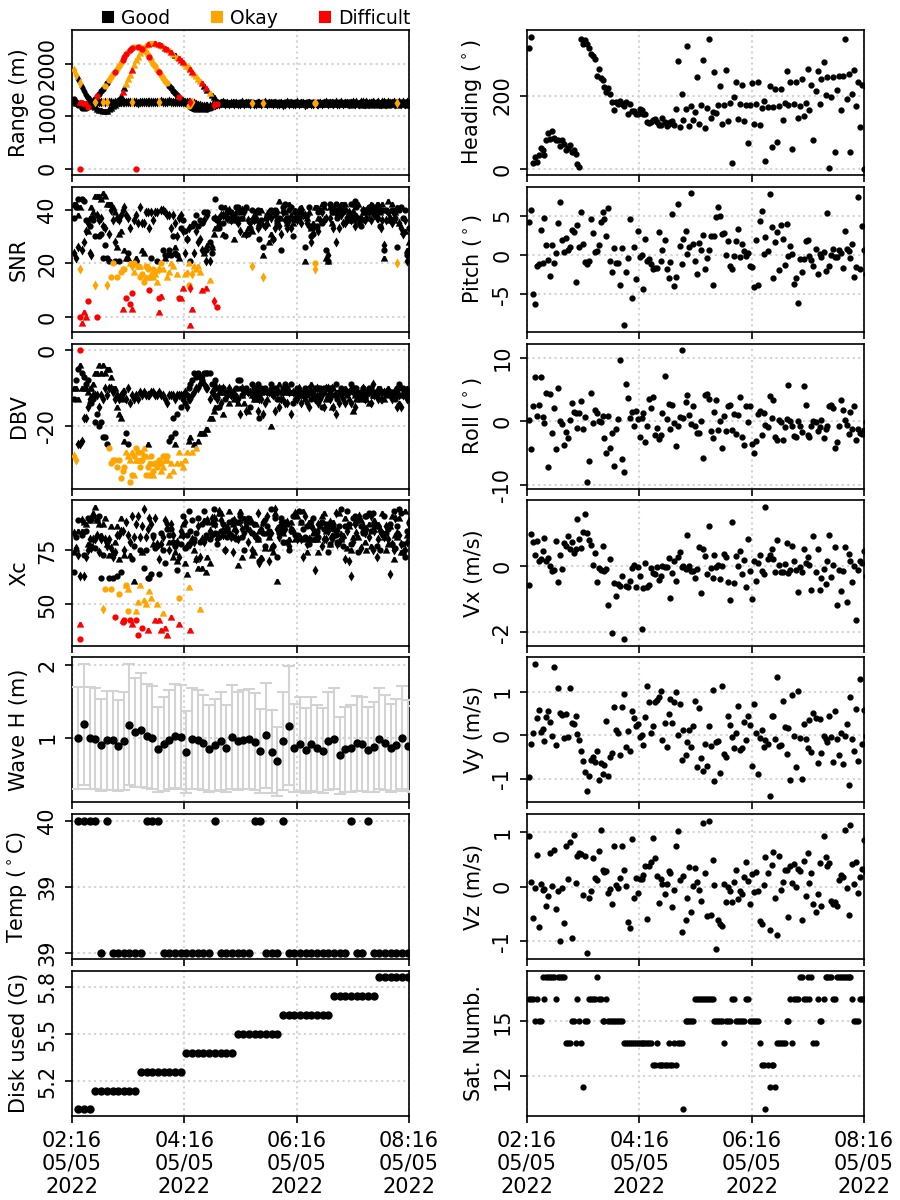 Good Okay Difficult
Range (m)
0 1000 2000
SNR
0 20 40
DBV
-20 0
Xc
50 75
Wave H (m)
1 2
Temp (°C)
39 39 40
Disk used (G)
5.2 5.5 5.8
02:16 04:16 06:16 08:16
05/05 05/05 05/05 05/05
2022 2022 2022 2022
Heading (°)
0 200
Pitch (°)
-5 0 5
Roll (°)
-10 0 10
Vx (m/s)
-2 0
Vy (m/s)
-1 0 1
Vz (m/s)
-1 0 1
Sat. Numb.
12 15
02:16 04:16 06:16 08:16
05/05 05/05 05/05 05/05
2022 2022 2022 2022